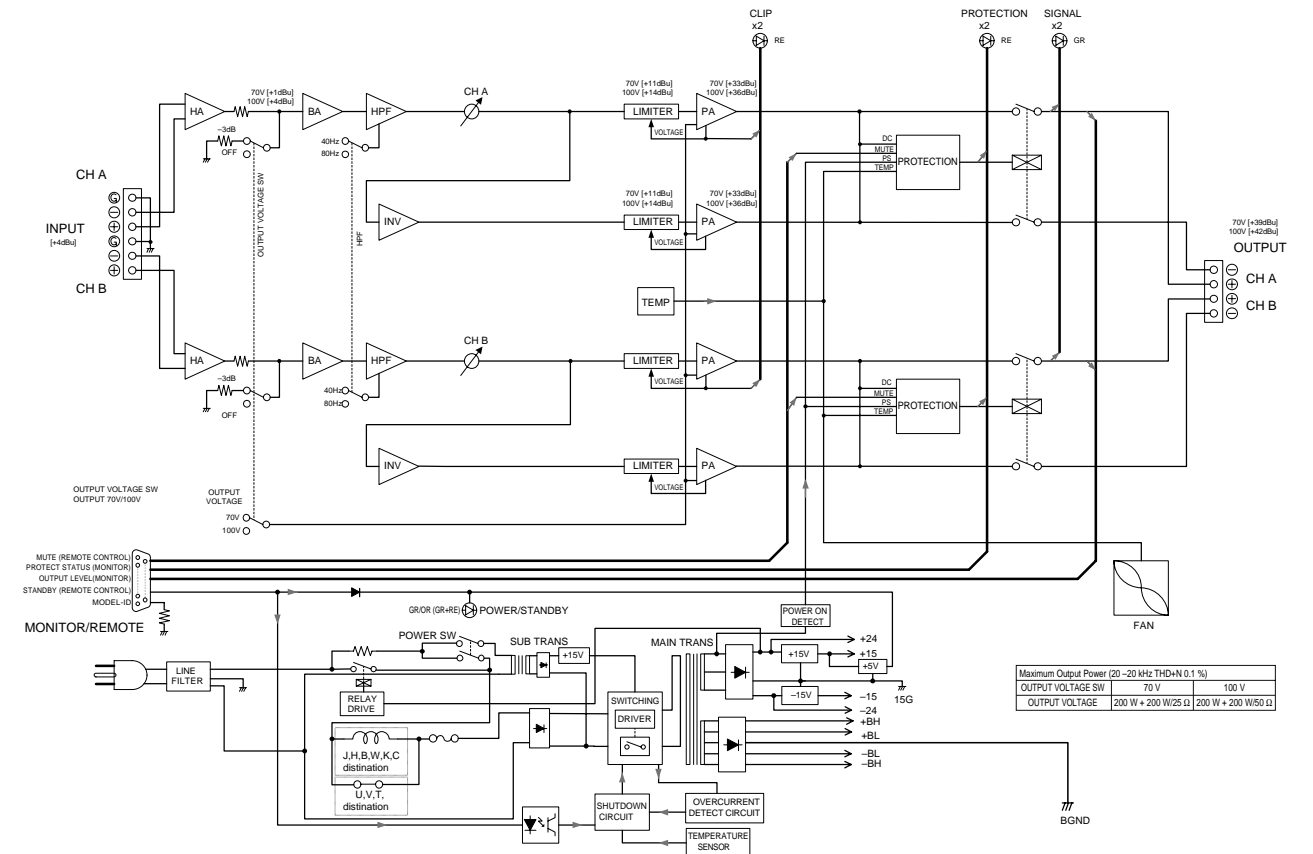 CLIP
x2
RE
PROTECTION
x2
RE
SIGNAL
x2
GR
HA
70V [+1dBu]
100V [+4dBu]
BA
HPF
CH A
70V [+11dBu]
100V [+14dBu]
LIMITER
VOLTAGE
70V [+33dBu]
100V [+36dBu]
PA
–3dB
OFF
40Hz
80Hz
DC
MUTE
PS
TEMP
PROTECTION
CH A
G
–
+
G
–
+
INPUT
[+4dBu]
CH B
OUTPUT VOLTAGE SW
HPF
INV
70V [+11dBu]
100V [+14dBu]
LIMITER
VOLTAGE
70V [+33dBu]
100V [+36dBu]
PA
70V [+39dBu]
100V [+42dBu]
OUTPUT
–
+
+
–
CH A
CH B
TEMP
HA
BA
HPF
CH B
LIMITER
VOLTAGE
PA
–3dB
OFF
40Hz
80Hz
DC
MUTE
PS
TEMP
PROTECTION
INV
LIMITER
VOLTAGE
PA
OUTPUT VOLTAGE SW
OUTPUT 70V/100V
OUTPUT
VOLTAGE
70V
100V
MUTE (REMOTE CONTROL)
PROTECT STATUS (MONITOR)
OUTPUT LEVEL(MONITOR)
STANDBY (REMOTE CONTROL)
MODEL-ID
MONITOR/REMOTE
GR/OR (GR+RE)
POWER/STANDBY
POWER ON
DETECT
FAN
POWER SW
SUB TRANS
+15V
MAIN TRANS
+15V
–15V
+5V
+24
+15
15G
–15
–24
+BH
+BL
–BL
–BH
LINE
FILTER
RELAY
DRIVE
SWITCHING
DRIVER
J,H,B,W,K,C
distination
U,V,T,
distination
SHUTDOWN
CIRCUIT
OVERCURRENT
DETECT CIRCUIT
TEMPERATURE
SENSOR
BGND
Maximum Output Power (20 –20 kHz THD+N 0.1 %)
OUTPUT VOLTAGE SW 70 V 100 V
OUTPUT VOLTAGE 200 W + 200 W/25 Ω 200 W + 200 W/50 Ω